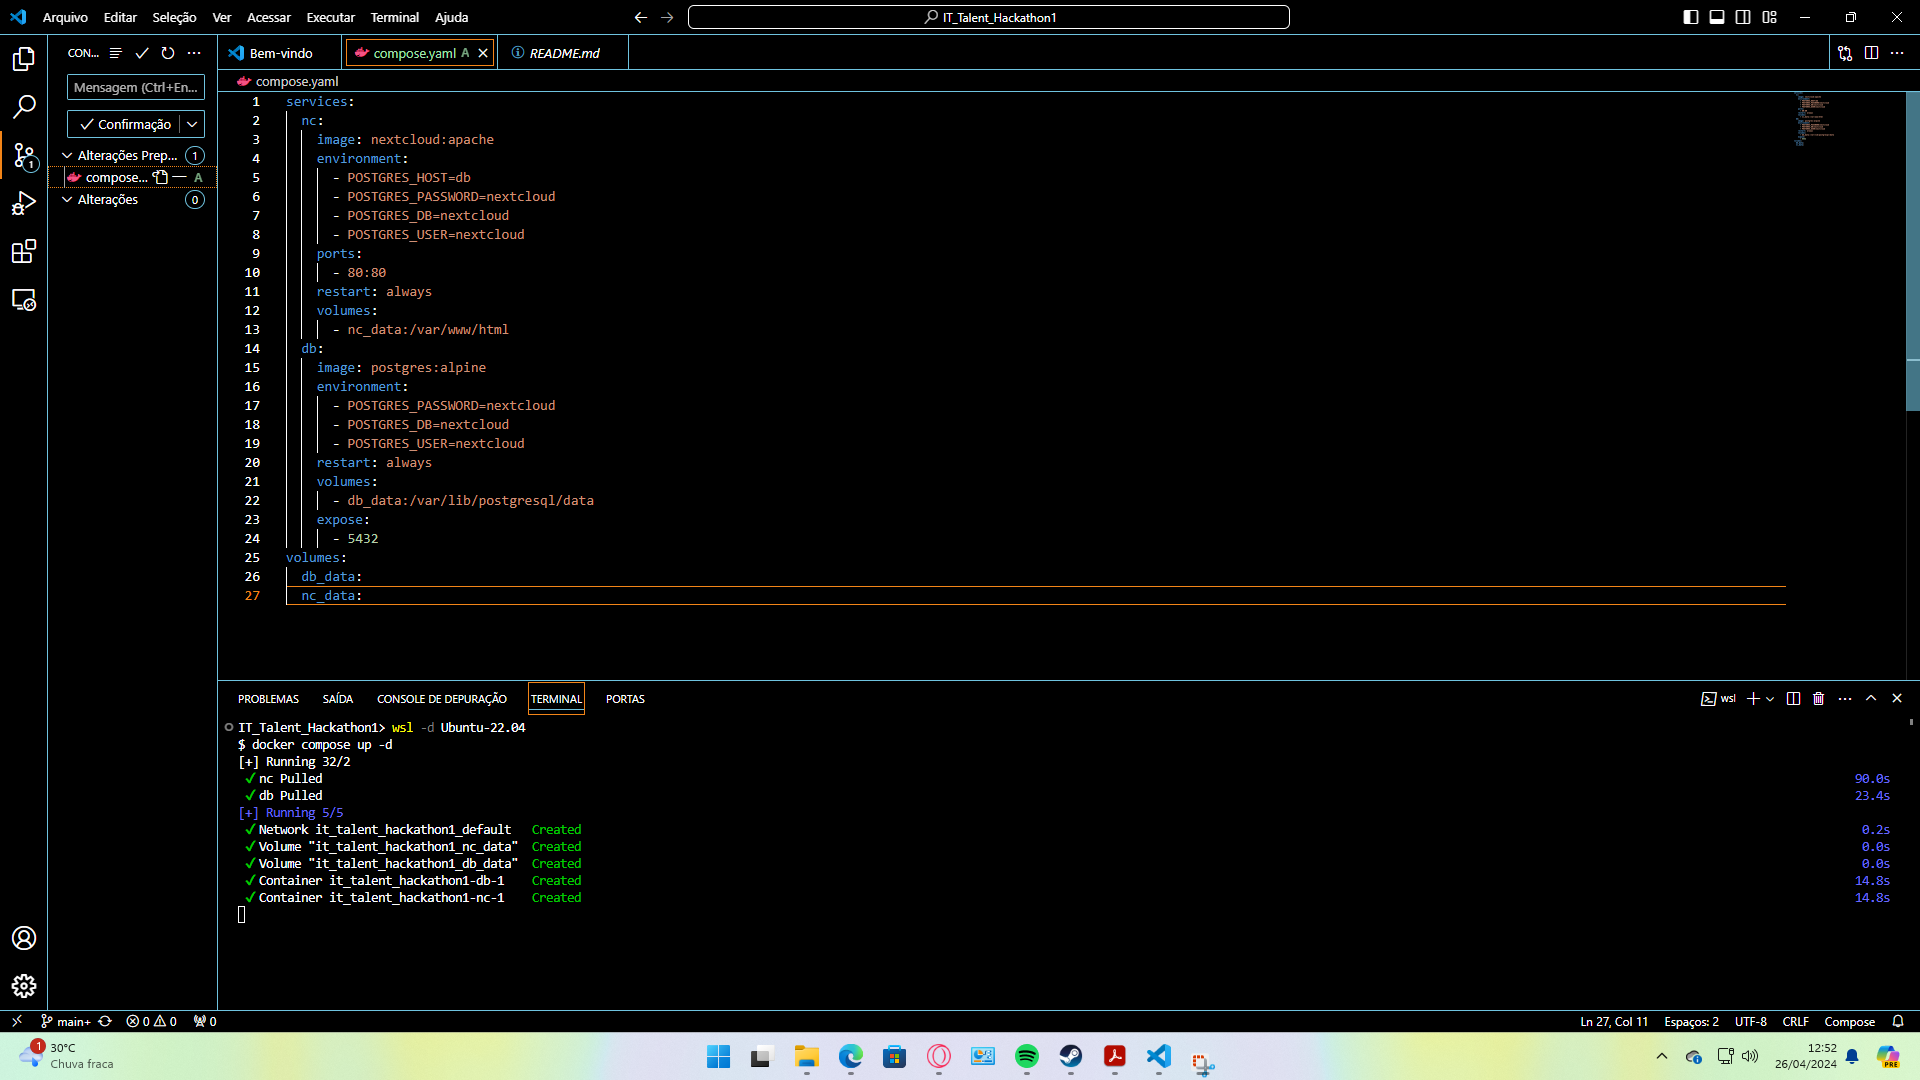 Arquivo Editar Seleção Ver Acessar Executar Terminal Ajuda
IT_Talent_Hackathon1
CON...
Mensagem (Ctrl+En...
Confirmação
Alterações Prep... 1
compose... A
Alterações 0
1
Bem-vindo
compose.yaml A
README.md
compose.yaml
1 services:
2 nc:
3 image: nextcloud:apache
4 environment:
5 - POSTGRES_HOST=db
6 - POSTGRES_PASSWORD=nextcloud
7 - POSTGRES_DB=nextcloud
8 - POSTGRES_USER=nextcloud
9 ports:
10 - 80:80
11 restart: always
12 volumes:
13 - nc_data:/var/www/html
14 db:
15 image: postgres:alpine
16 environment:
17 - POSTGRES_PASSWORD=nextcloud
18 - POSTGRES_DB=nextcloud
19 - POSTGRES_USER=nextcloud
20 restart: always
21 volumes:
22 - db_data:/var/lib/postgresql/data
23 expose:
24 - 5432
25 volumes:
26 db_data:
27 nc_data:
PROBLEMAS SAÍDA CONSOLE DE DEPURAÇÃO TERMINAL PORTAS
wsl
IT_Talent_Hackathon1> wsl -d Ubuntu-22.04
$ docker compose up -d
[+] Running 32/2
✓ nc Pulled 90.0s
✓ db Pulled 23.4s
[+] Running 5/5
✓ Network it_talent_hackathon1_default Created 0.2s
✓ Volume "it_talent_hackathon1_nc_data" Created 0.0s
✓ Volume "it_talent_hackathon1_db_data" Created 0.0s
✓ Container it_talent_hackathon1-db-1 Created 14.8s
✓ Container it_talent_hackathon1-nc-1 Created 14.8s
main+ 0 0 0
Ln 27, Col 11 Espaços: 2 UTF-8 CRLF Compose
1
30°C
Chuva fraca
12:52
26/04/2024
PRE